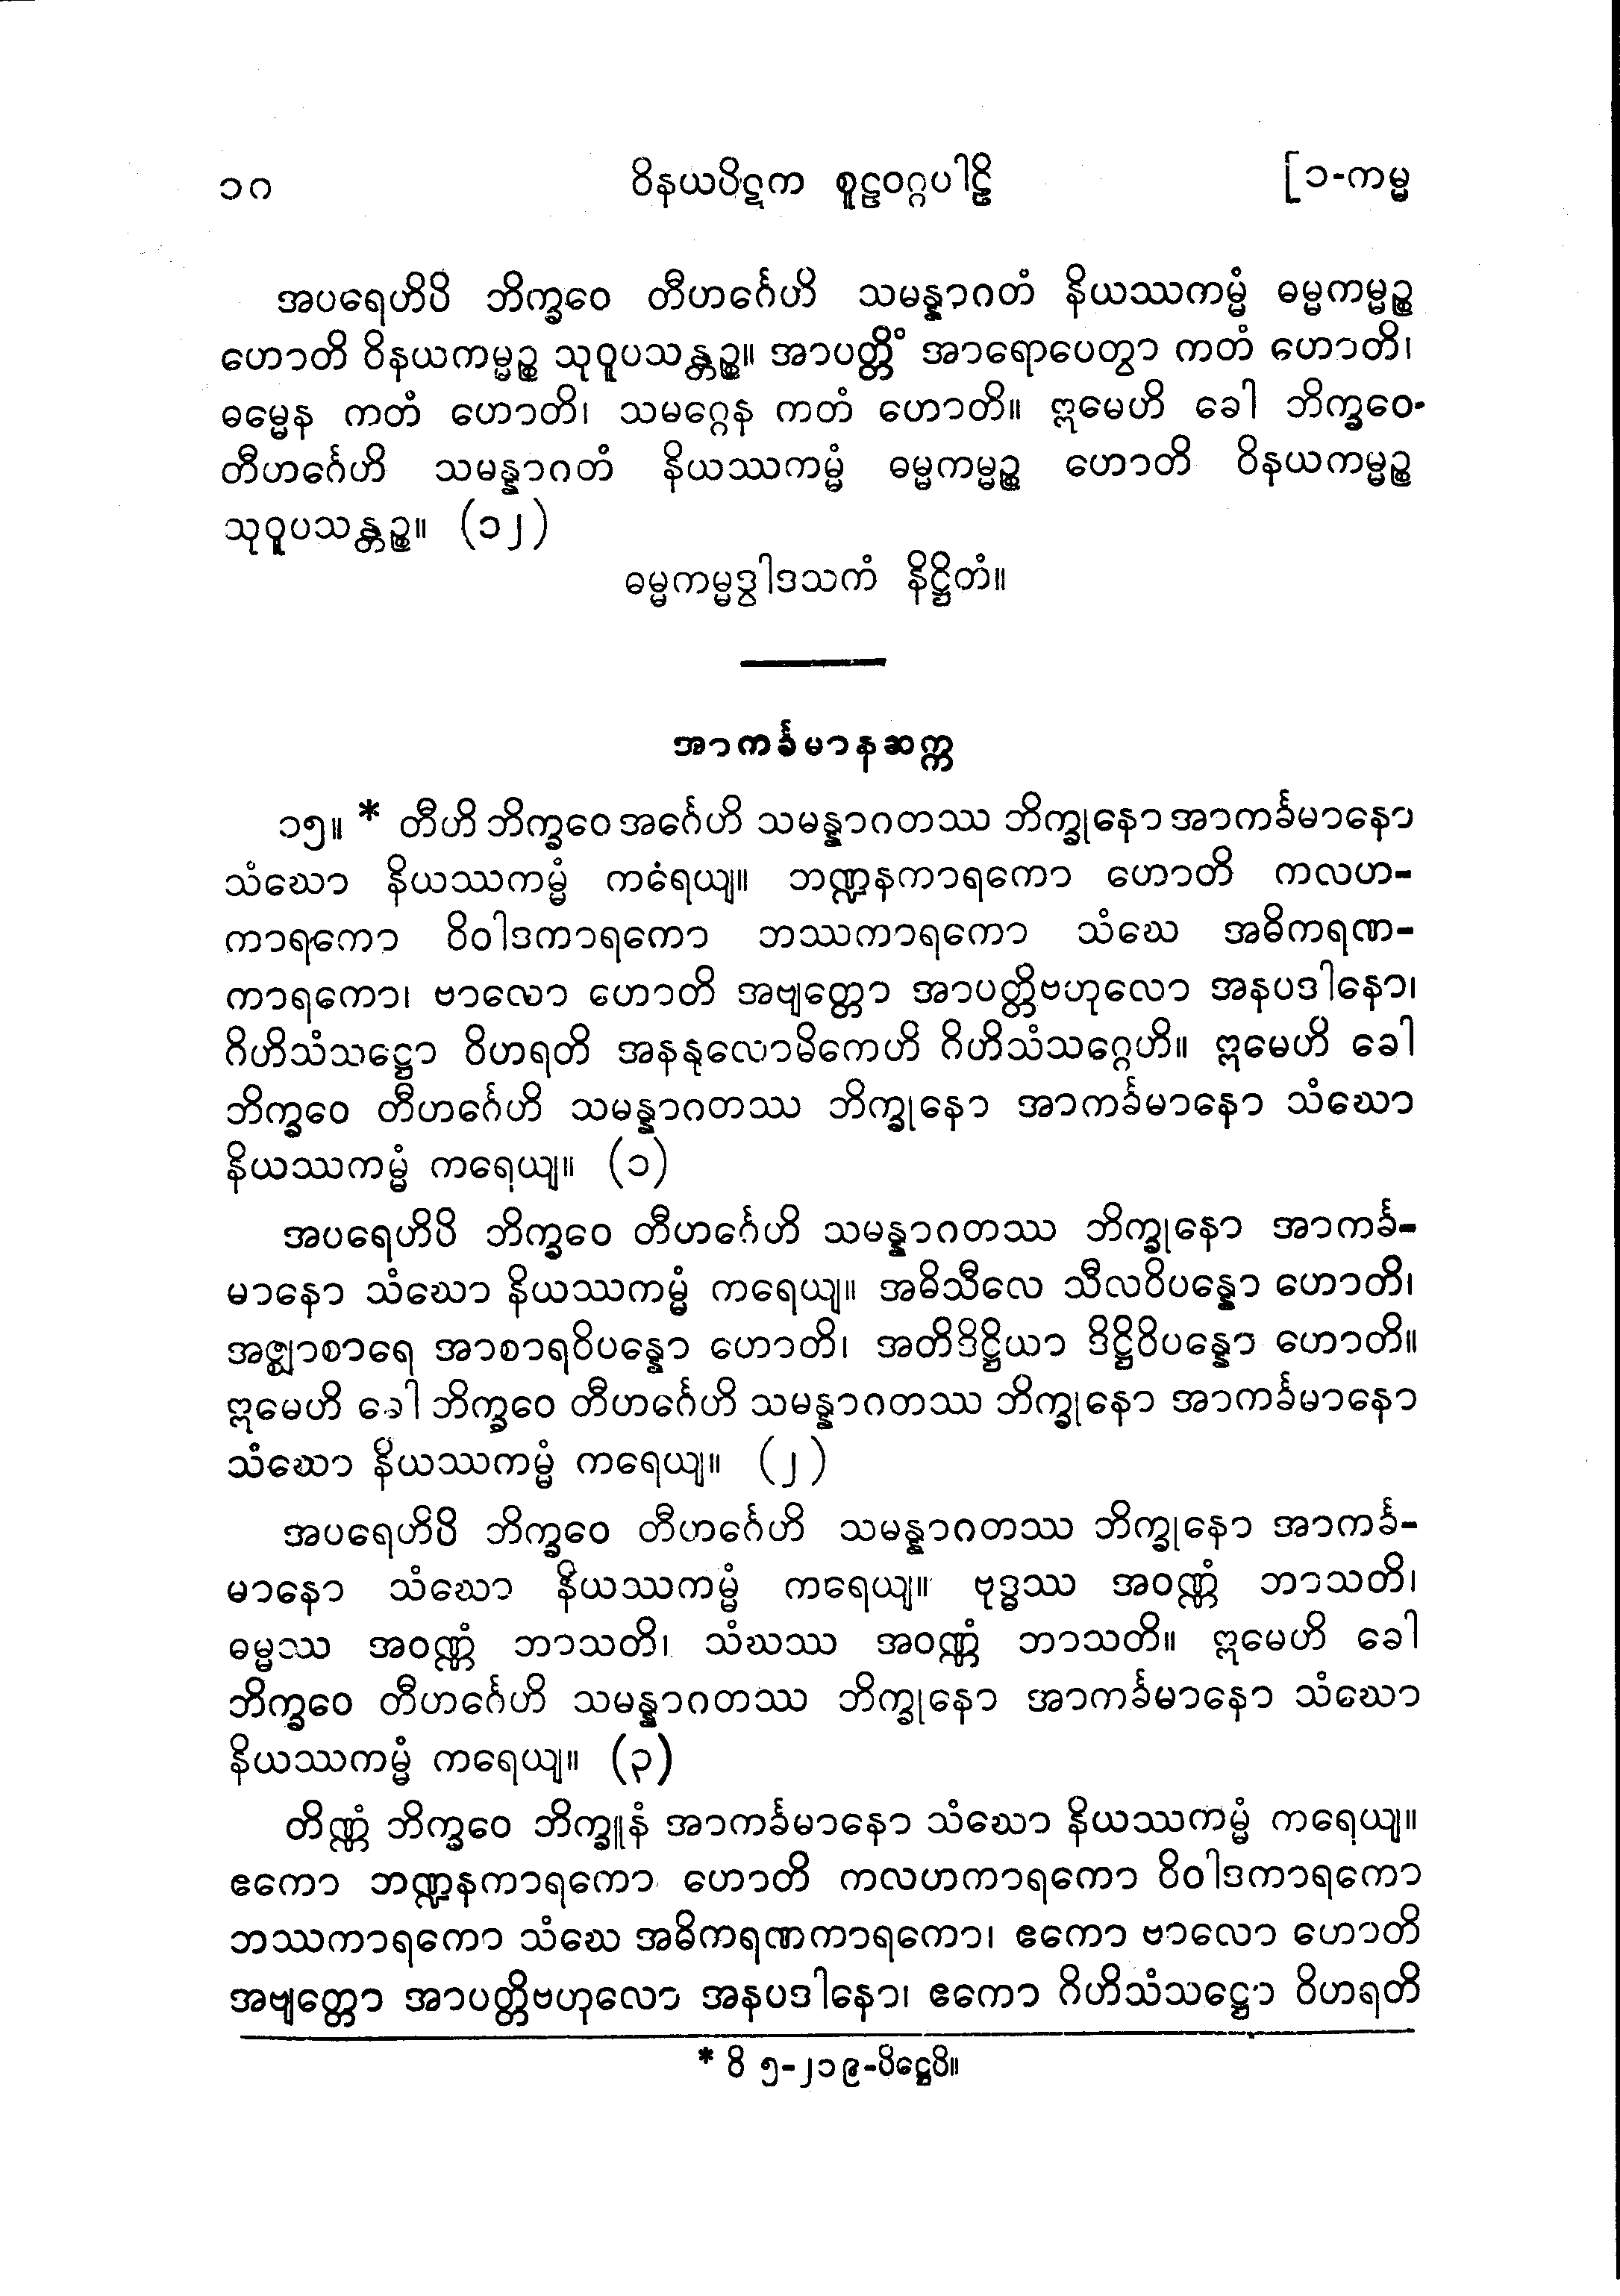 ၁၀ ဝိနယပိဋက စူဠဝဂ္ဂပါဠိ [၁-ကမ္မ
အပရေဟိပိ ဘိက္ခဝေ တီဟင်္ဂေဟိ သမန္နာဂတံ နိယဿကမ္မံ ဓမ္မကမ္မဉ္စ
ဟောတိ ဝိနယကမ္မဉ္စ သုဝူပသန္တဉ္စ။ အာပတ္တိံ အာရောပေတွာ ကတံ ဟောတိ၊
ဓမ္မေန ကတံ ဟောတိ၊ သမဂ္ဂေန ကတံ ဟောတိ။ ဣမေဟိ ခေါ ဘိက္ခဝေ-
တီဟင်္ဂေဟိ သမန္နာဂတံ နိယဿကမ္မံ ဓမ္မကမ္မဉ္စ ဟောတိ ဝိနယကမ္မဉ္စ
သုဝူပသန္တဉ္စ။ (၁၂)
ဓမ္မကမ္မဒွါဒသကံ နိဋ္ဌိတံ။
အာကင်္ခမာနဆက္က
၁၅။ * တီဟိ ဘိက္ခဝေ အင်္ဂေဟိ သမန္နာဂတဿ ဘိက္ခုနော အာကင်္ခမာနော
သံဃော နိယဿကမ္မံ ကရေယျ။ ဘဏ္ဍနကာရကော ဟောတိ ကလဟ-
ကာရကော ဝိဝါဒကာရကော ဘဿကာရကော သံဃေ အဓိကရဏ-
ကာရကော၊ ဗာလော ဟောတိ အဗျတ္တော အာပတ္တိဗဟုလော အနပဒါနော၊
ဂိဟိသံသဋ္ဌော ဝိဟရတိ အနနုလောမိကေဟိ ဂိဟိသံသဂ္ဂေဟိ။ ဣမေဟိ ခေါ
ဘိက္ခဝေ တီဟင်္ဂေဟိ သမန္နာဂတဿ ဘိက္ခုနော အာကင်္ခမာနော သံဃော
နိယဿကမ္မံ ကရေယျ။ (၁)
အပရေဟိပိ ဘိက္ခဝေ တီဟင်္ဂေဟိ သမန္နာဂတဿ ဘိက္ခုနော အာကင်္ခ-
မာနော သံဃော နိယဿကမ္မံ ကရေယျ။ အဓိသီလေ သီလဝိပန္နော ဟောတိ၊
အဇ္ဈာစာရေ အာစာရဝိပန္နော ဟောတိ၊ အတိဒိဋ္ဌိယာ ဒိဋ္ဌိဝိပန္နော ဟောတိ။
ဣမေဟိ ခေါ ဘိက္ခဝေ တီဟင်္ဂေဟိ သမန္နာဂတဿ ဘိက္ခုနော အာကင်္ခမာနော
သံဃော နိယဿကမ္မံ ကရေယျ။ (၂)
အပရေဟိပိ ဘိက္ခဝေ တီဟင်္ဂေဟိ သမန္နာဂတဿ ဘိက္ခုနော အာကင်္ခ-
မာနော သံဃော နိယဿကမ္မံ ကရေယျ။ ဗုဒ္ဓဿ အဝဏ္ဏံ ဘာသတိ၊
ဓမ္မဿ အဝဏ္ဏံ ဘာသတိ၊ သံဃဿ အဝဏ္ဏံ ဘာသတိ။ ဣမေဟိ ခေါ
ဘိက္ခဝေ တီဟင်္ဂေဟိ သမန္နာဂတဿ ဘိက္ခုနော အာကင်္ခမာနော သံဃော
နိယဿကမ္မံ ကရေယျ။ (၃)
တိဏ္ဏံ ဘိက္ခဝေ ဘိက္ခူနံ အာကင်္ခမာနော သံဃော နိယဿကမ္မံ ကရေယျ။
ဧကော ဘဏ္ဍနကာရကော ဟောတိ ကလဟကာရကော ဝိဝါဒကာရကော
ဘဿကာရကော သံဃေ အဓိကရဏကာရကော၊ ဧကော ဗာလော ဟောတိ
အဗျတ္တော အာပတ္တိဗဟုလော အနပဒါနော၊ ဧကော ဂိဟိသံသဋ္ဌော ဝိဟရတိ
* ဝိ ၅-၂၁၉-ပိဋ္ဌေပိ။